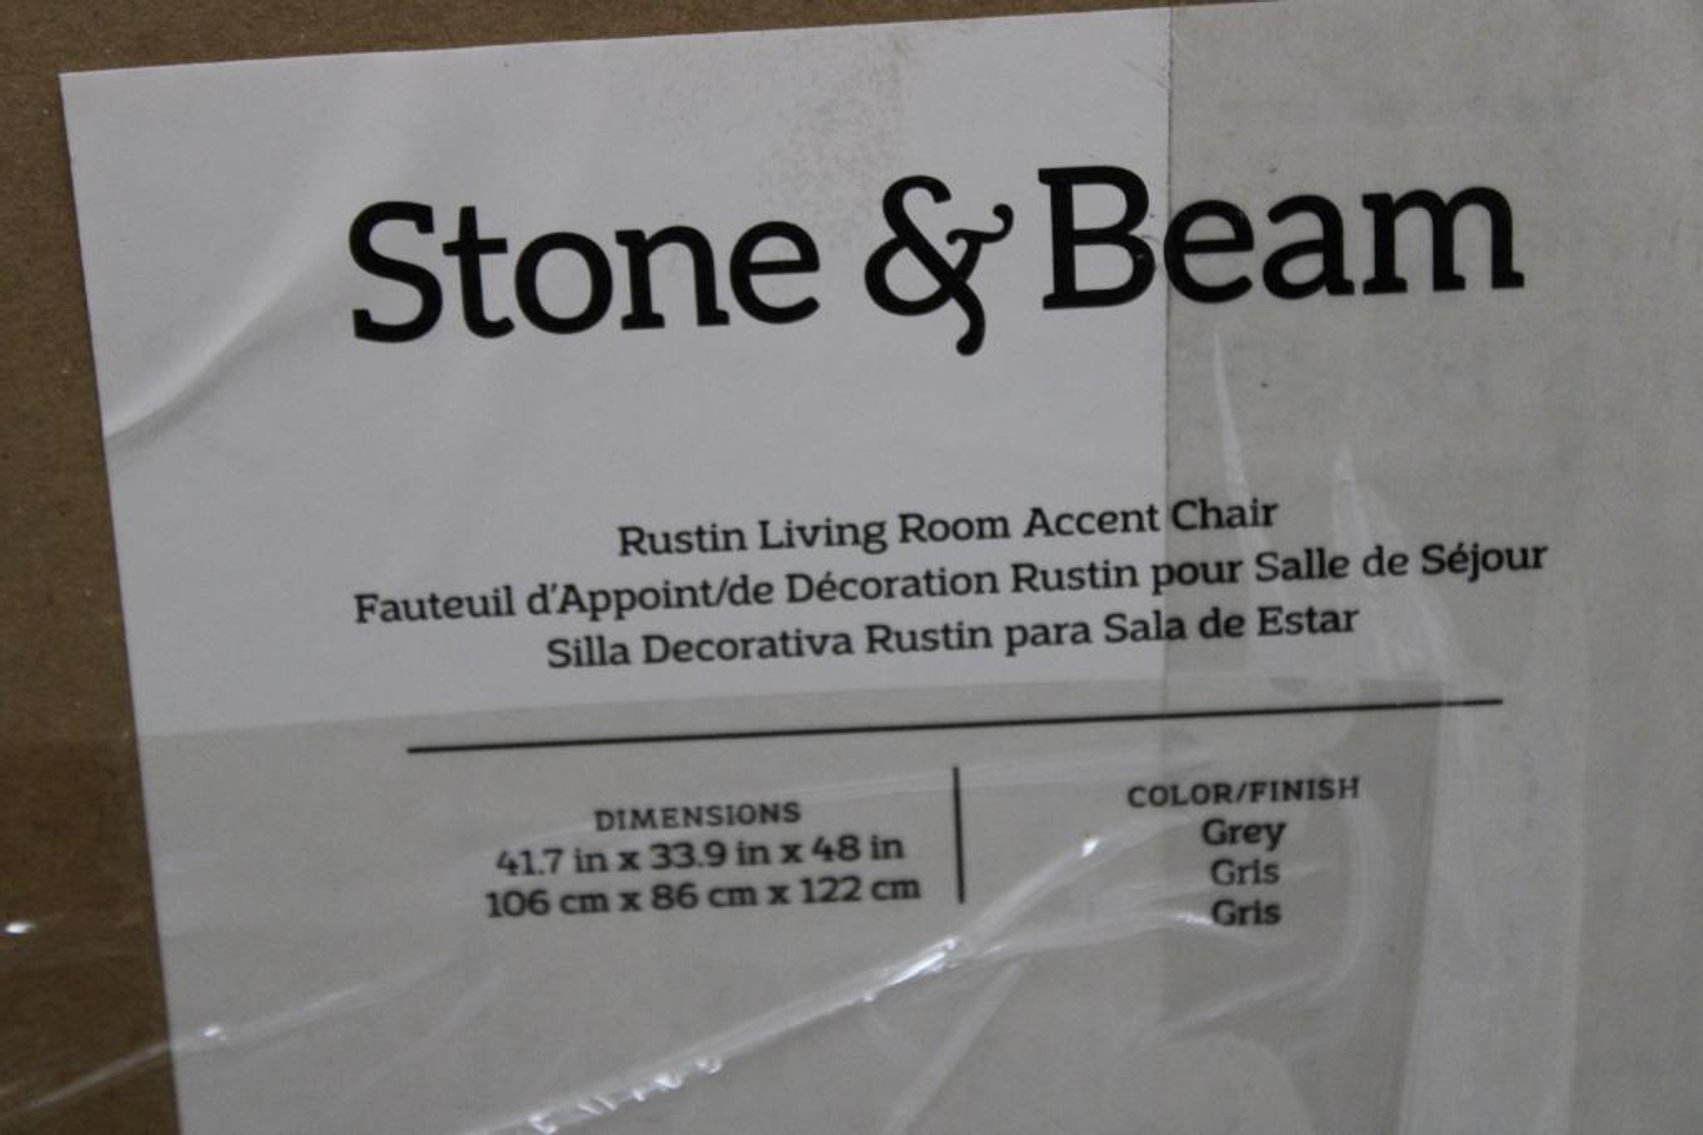 Stone & Beam
Rustin Living Room Accent Chair
Fauteuil d'Appoint/de Décoration Rustin pour Salle de Séjour
Silla Decorativa Rustin para Sala de Estar
DIMENSIONS
41.7 in x 33.9 in x 48 in
106 cm x 86 cm x 122 cm
COLOR/FINISH
Grey
Gris
Gris